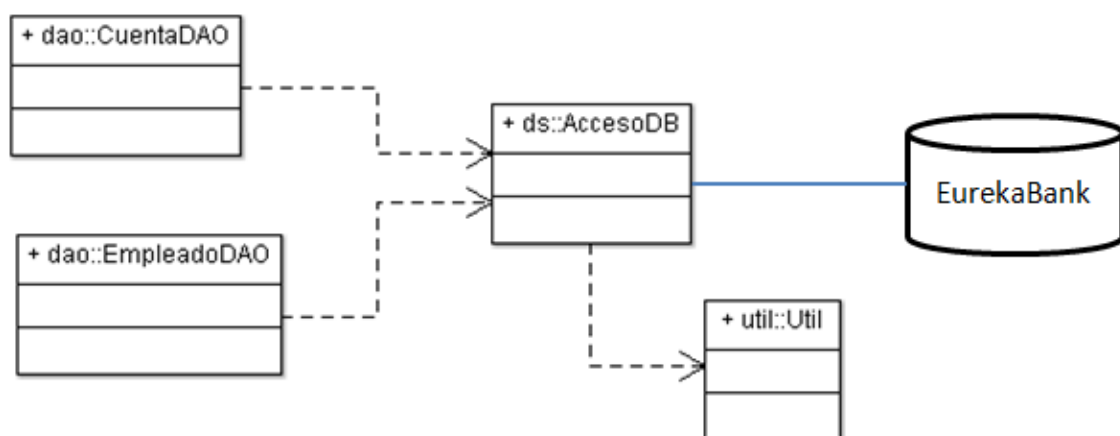 + dao::CuentaDAO
+ ds::AccesoDB
EurekaBank
+ dao::EmpleadoDAO
+ util::Util